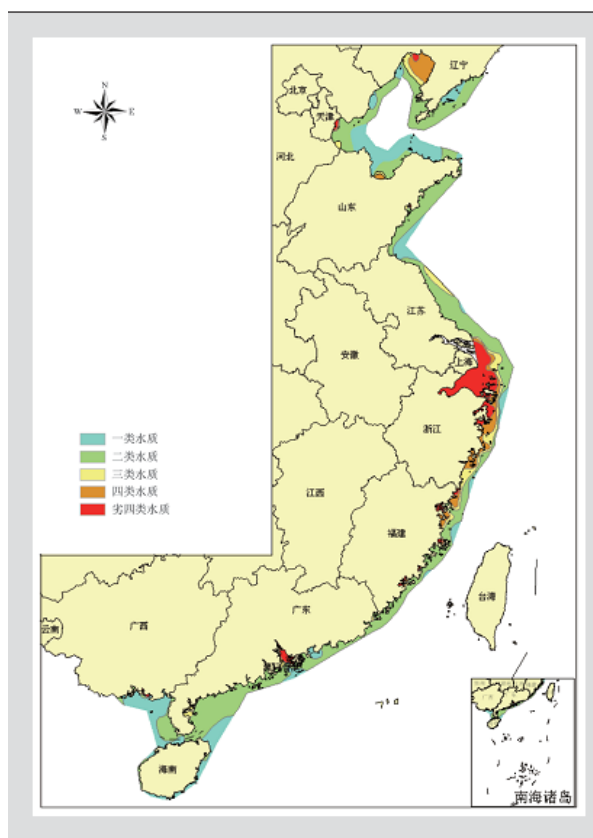 辽宁
北京
N
天津
W
E
S
河北
山东
江苏
安徽
上海
一类水质
二类水质
浙江
三类水质
四类水质
江西
劣四类水质
福建
台湾
广东
广西
云南
海南
南海诸岛